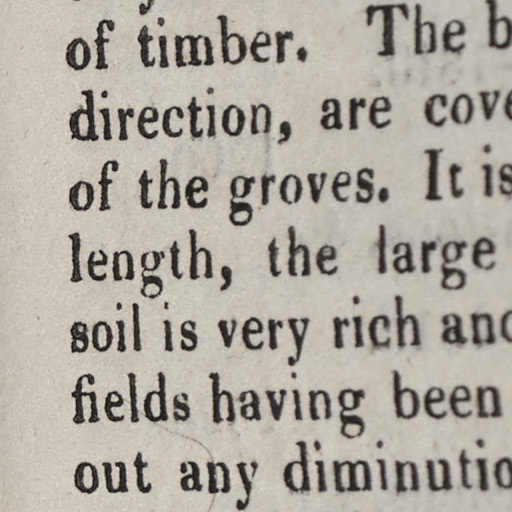 of timber. The b
direction, are cove
of the groves. It is
length, the large
soil is very rich and
fields having been
out any diminutio